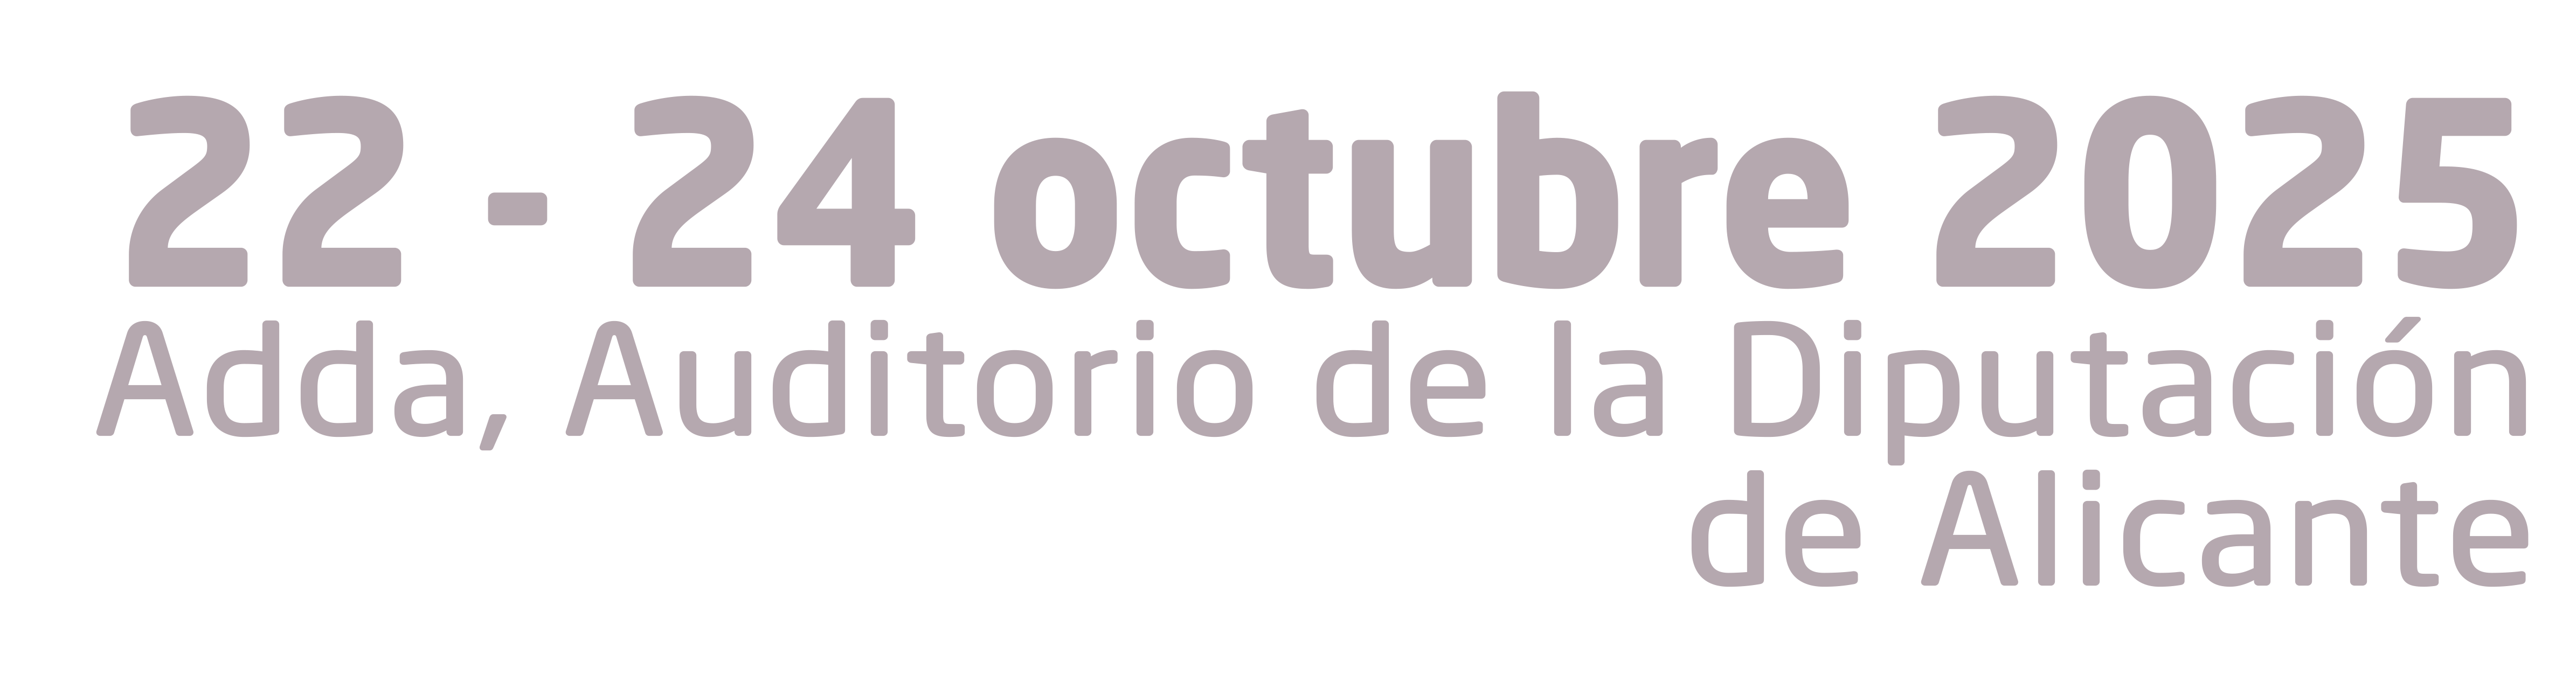 22 - 24 octubre 2025
Adda, Auditorio de la Diputación
de Alicante